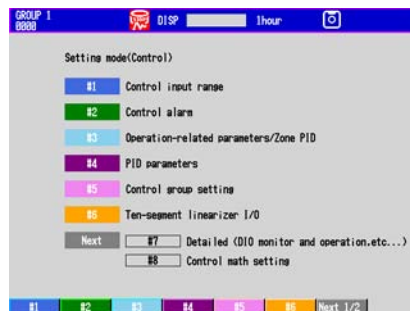 GROUP 1
0000
DISP
1hour
Setting mode(Control)
#1 Control input range
#2 Control alarm
#3 Operation-related parameters/Zone PID
#4 PID parameters
#5 Control group setting
#6 Ten-segment linearizer I/O
Next #7 Detailed (DIO monitor and operation.etc...)
#8 Control math setting
#1 #2 #3 #4 #5 #6 Next 1/2